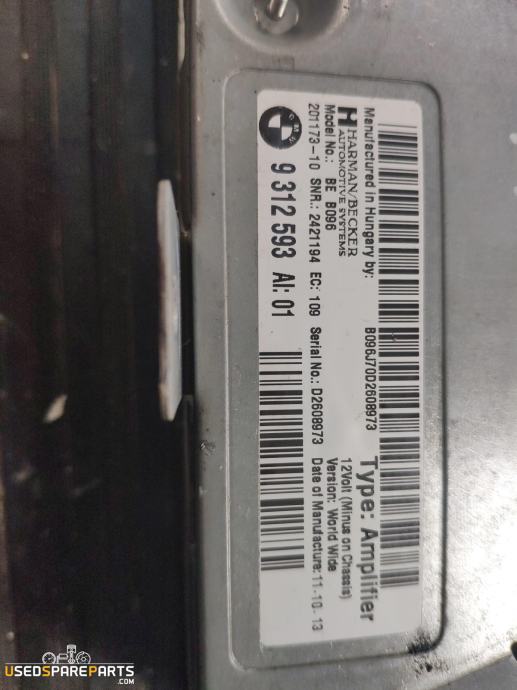 Manufactured in Hungary by:
B096J70D2608973
HARMAN/BECKER
AUTOMOTIVE SYSTEMS
Type: Amplifier
12Volt (Minus on Chassis)
Model No.: BE B096
Version: World Wide
201173-10 SNR.: 2421194 EC: 109 Serial No.: D2608973 Date of Manufacture: 11-10-13
BMW
9 312 593 AI: 01
USEDSPAREPARTS
.COM